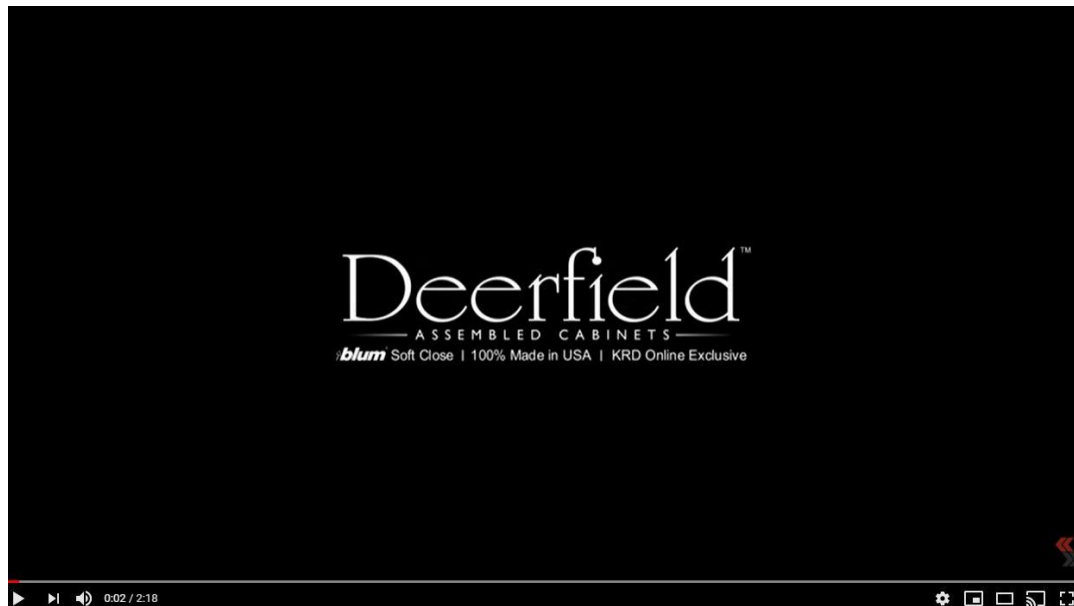 Deerfield™
ASSEMBLED CABINETS
blum Soft Close | 100% Made in USA | KRD Online Exclusive
0:02 / 2:18